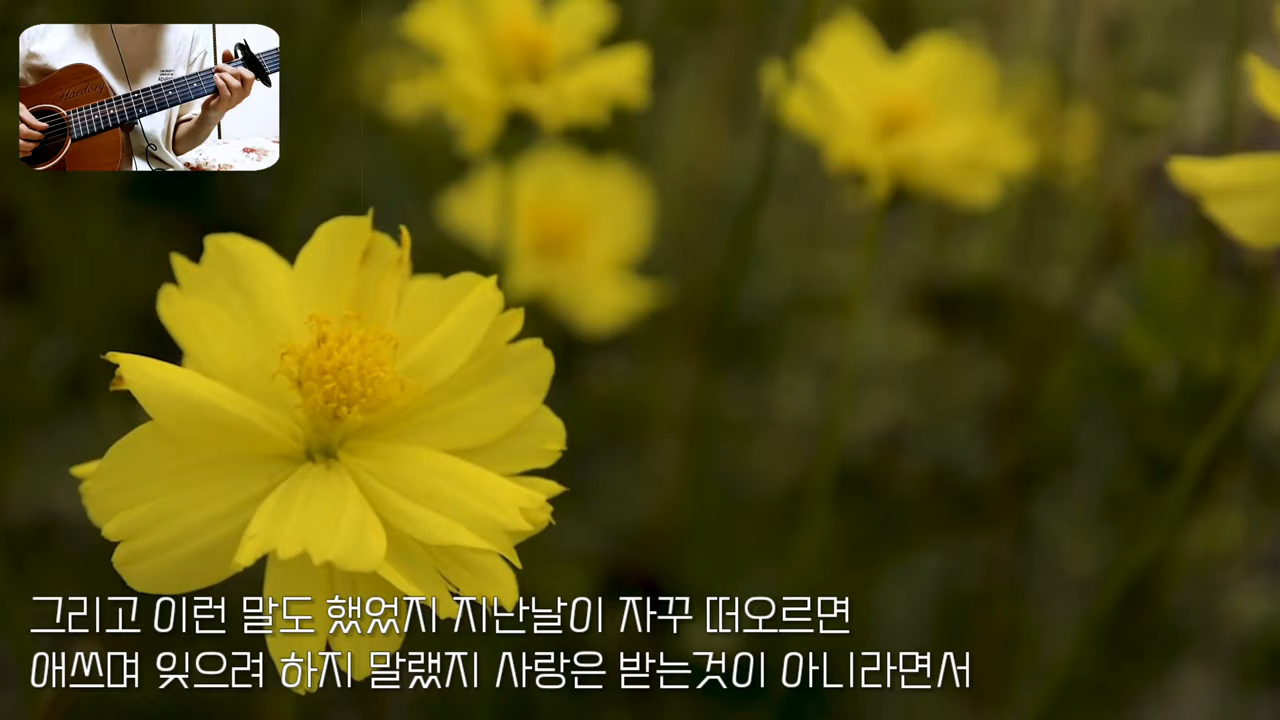 Hardory
그리고 이런 말도 했었지 지난날이 자꾸 떠오르면
애쓰며 잊으려 하지 말랬지 사랑은 받는것이 아니라면서